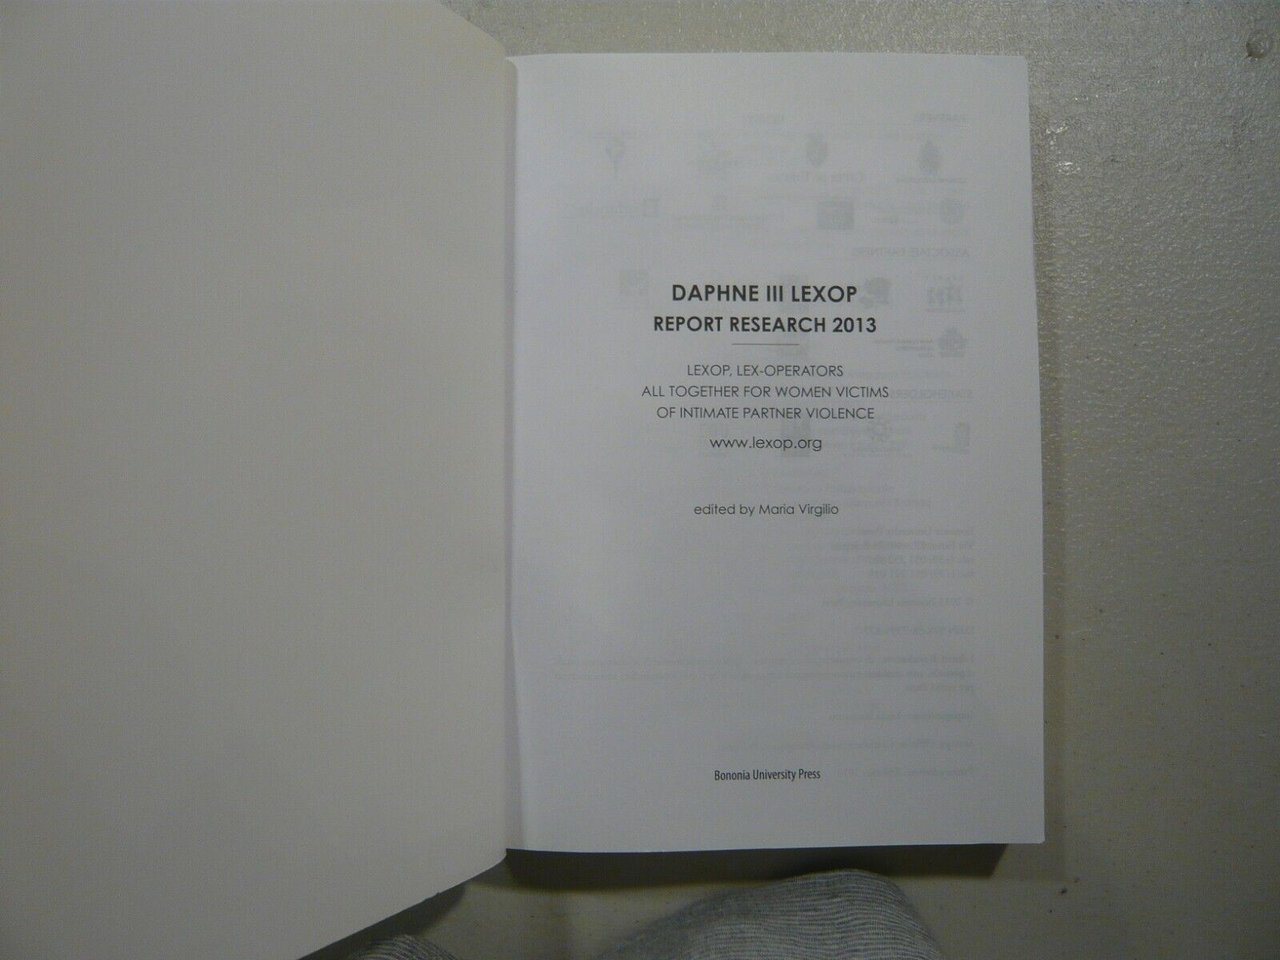 DAPHNE III LEXOP
REPORT RESEARCH 2013
LEXOP, LEX-OPERATORS
ALL TOGETHER FOR WOMEN VICTIMS
OF INTIMATE PARTNER VIOLENCE
www.lexop.org
edited by Maria Virgilio
Bononia University Press